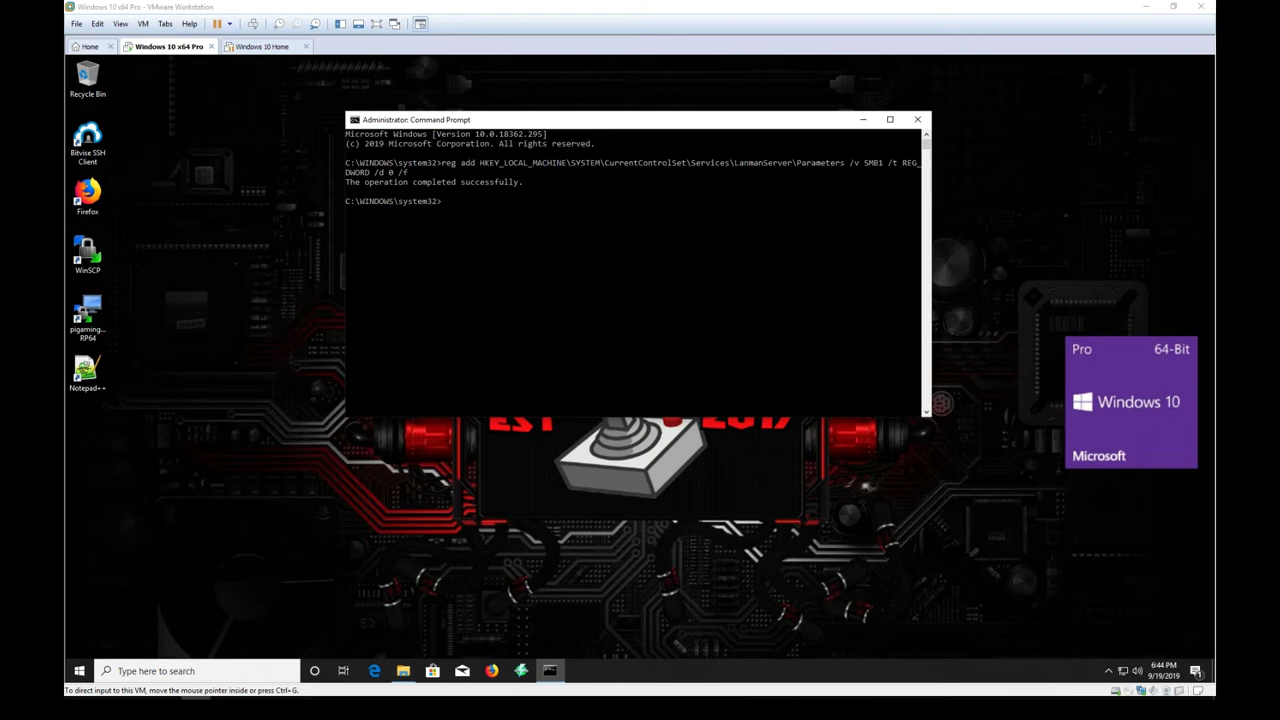 Windows 10 x64 Pro - VMware Workstation
File Edit View VM Tabs Help
Home Windows 10 x64 Pro Windows 10 Home
Recycle Bin
Bitvise SSH
Client
Firefox
WinSCP
pigaming...
RP64
Notepad++
Administrator: Command Prompt
Microsoft Windows [Version 10.0.18362.295]
(c) 2019 Microsoft Corporation. All rights reserved.
C:\WINDOWS\system32>reg add HKEY_LOCAL_MACHINE\SYSTEM\CurrentControlSet\Services\LanmanServer\Parameters /v SMB1 /t REG_
DWORD /d 0 /f
The operation completed successfully.
C:\WINDOWS\system32>
EST 2017
Pro 64-Bit
Windows 10
Microsoft
Type here to search
6:44 PM
9/19/2019
To direct input to this VM, move the mouse pointer inside or press Ctrl+G.